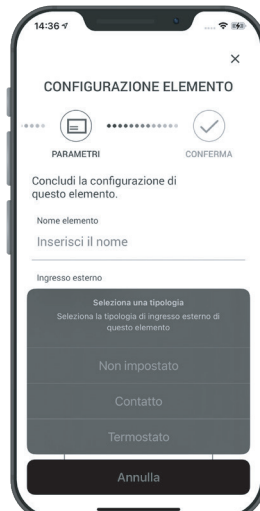 14:36
CONFIGURAZIONE ELEMENTO
PARAMETRI
CONFERMA
Concludi la configurazione di
questo elemento.
Nome elemento
Inserisci il nome
Ingresso esterno
Seleziona una tipologia
Seleziona la tipologia di ingresso esterno di
questo elemento
Non impostato
Contatto
Termostato
Annulla